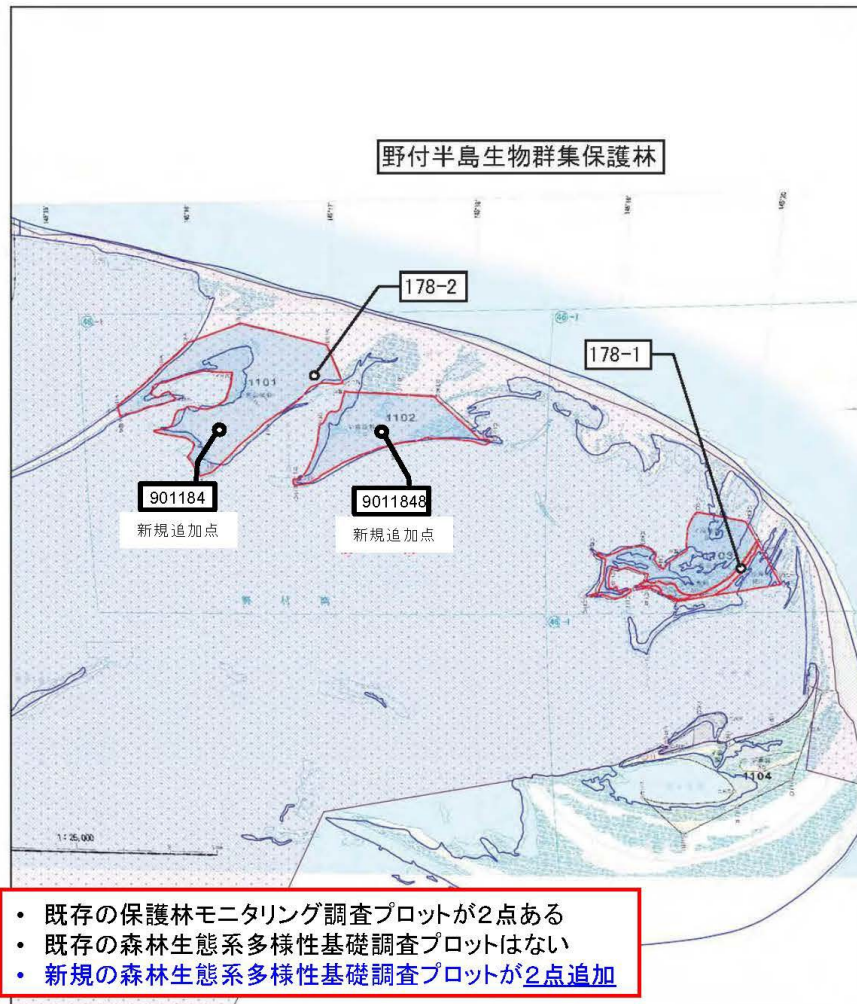 野付半島生物群集保護林
178-2
178-1
1101
1102
901184
9011848
新規追加点
新規追加点
1104
1:25,000
• 既存の保護林モニタリング調査プロットが2点ある
• 既存の森林生態系多様性基礎調査プロットはない
• 新規の森林生態系多様性基礎調査プロットが2点追加